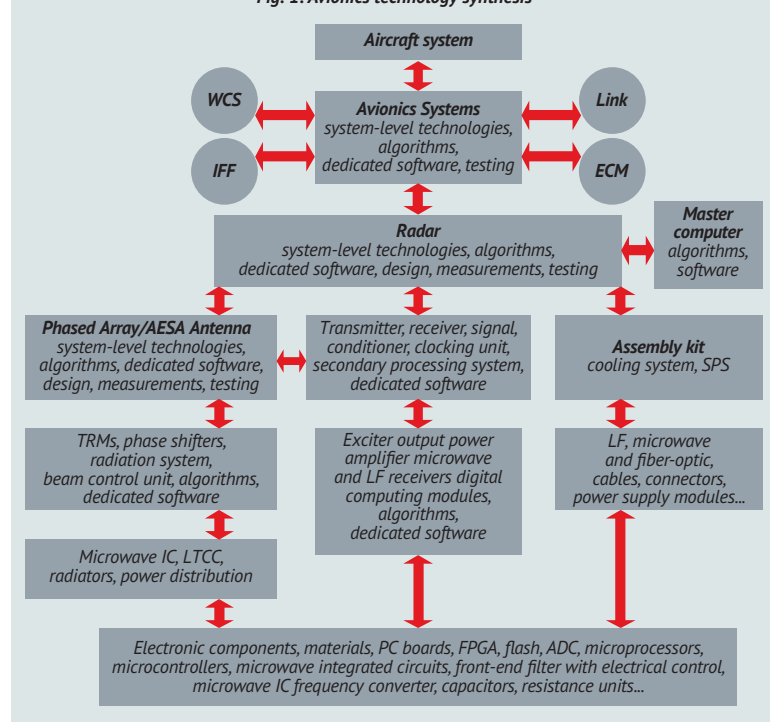 Fig. 1. Avionics technology synthesis
Aircraft system
WCS
Link
Avionics Systems
system-level technologies,
algorithms,
dedicated software, testing
IFF
ECM
Radar
system-level technologies, algorithms,
dedicated software, design, measurements, testing
Master
computer
algorithms,
software
Phased Array/AESA Antenna
system-level technologies,
algorithms, dedicated software,
design, measurements, testing
Transmitter, receiver, signal,
conditioner, clocking unit,
secondary processing system,
dedicated software
Assembly kit
cooling system, SPS
TRMs, phase shifters,
radiation system,
beam control unit, algorithms,
dedicated software
Exciter output power
amplifier microwave
and LF receivers digital
computing modules,
algorithms,
dedicated software
LF, microwave
and fiber-optic,
cables, connectors,
power supply modules...
Microwave IC, LTCC,
radiators, power distribution
Electronic components, materials, PC boards, FPGA, flash, ADC, microprocessors,
microcontrollers, microwave integrated circuits, front-end filter with electrical control,
microwave IC frequency converter, capacitors, resistance units...